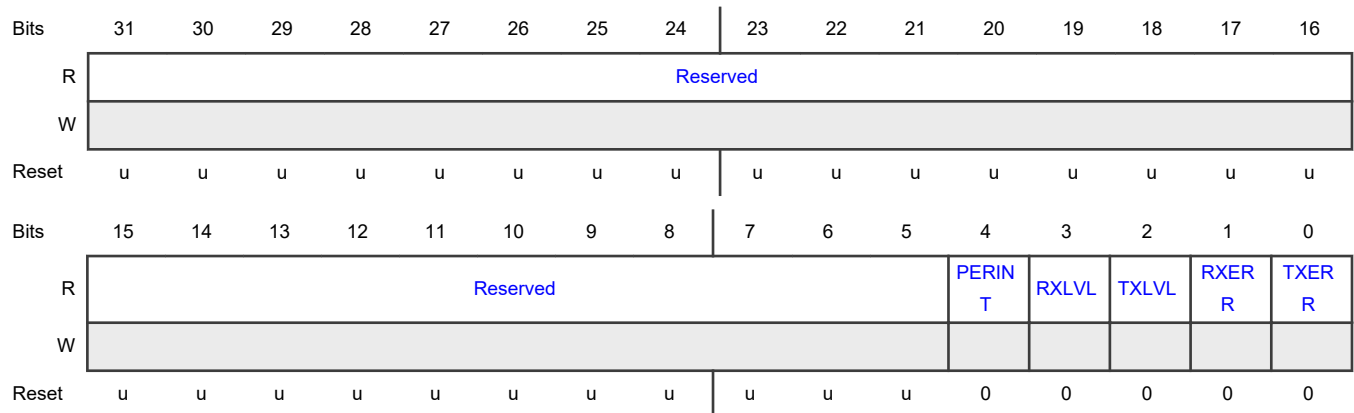 Bits 31 30 29 28 27 26 25 24 23 22 21 20 19 18 17 16
R Reserved
W
Reset u u u u u u u u u u u u u u u u
Bits 15 14 13 12 11 10 9 8 7 6 5 4 3 2 1 0
R Reserved PERIN T RXLVL TXLVL RXER R TXER R
W
Reset u u u u u u u u u u u 0 0 0 0 0